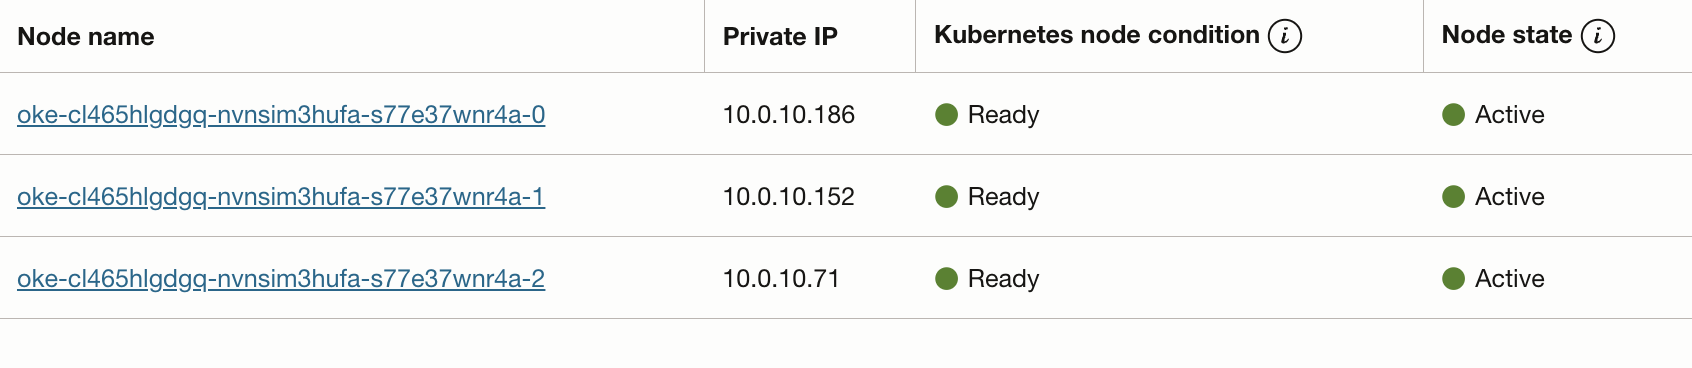 Node name Private IP Kubernetes node condition i Node state i
oke-cl465hlgdgq-nvnsim3hufa-s77e37wnr4a-0 10.0.10.186 Ready Active
oke-cl465hlgdgq-nvnsim3hufa-s77e37wnr4a-1 10.0.10.152 Ready Active
oke-cl465hlgdgq-nvnsim3hufa-s77e37wnr4a-2 10.0.10.71 Ready Active